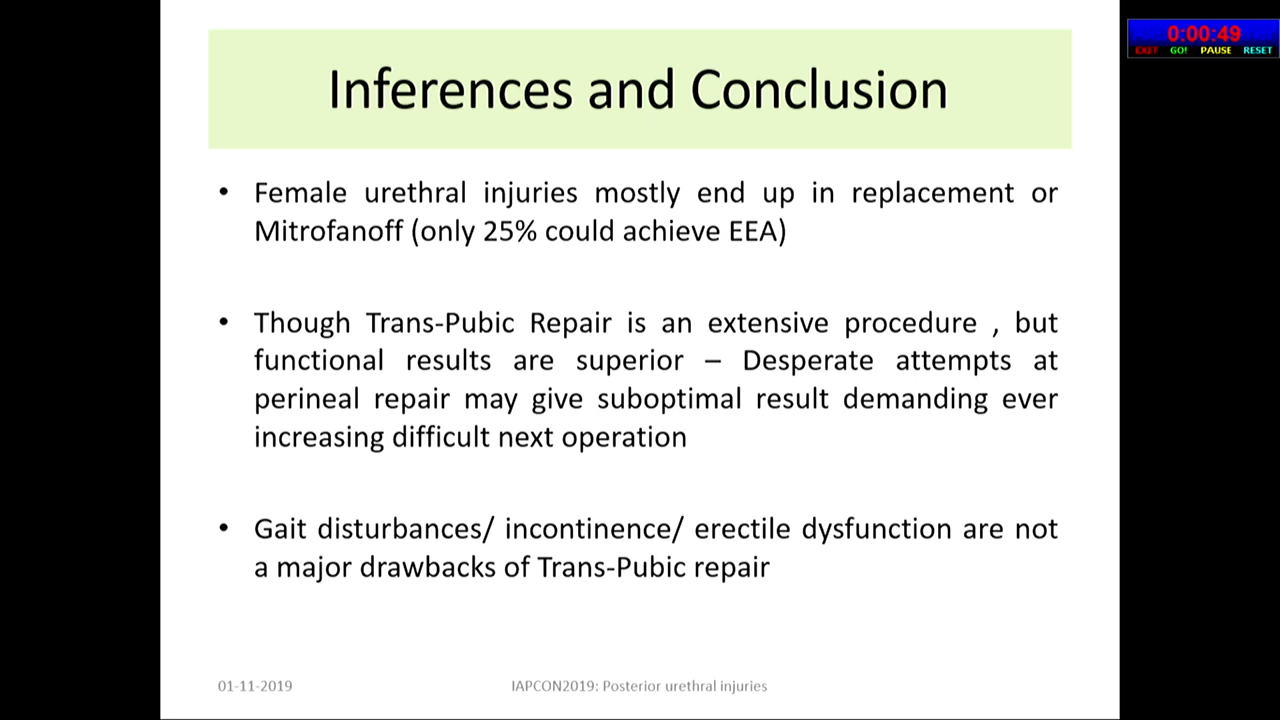 0:00:49
EXIT GO! PAUSE RESET
Inferences and Conclusion
• Female urethral injuries mostly end up in replacement or
Mitrofanoff (only 25% could achieve EEA)
• Though Trans-Pubic Repair is an extensive procedure , but
functional results are superior – Desperate attempts at
perineal repair may give suboptimal result demanding ever
increasing difficult next operation
• Gait disturbances/ incontinence/ erectile dysfunction are not
a major drawbacks of Trans-Pubic repair
01-11-2019
IAPCON2019: Posterior urethral injuries